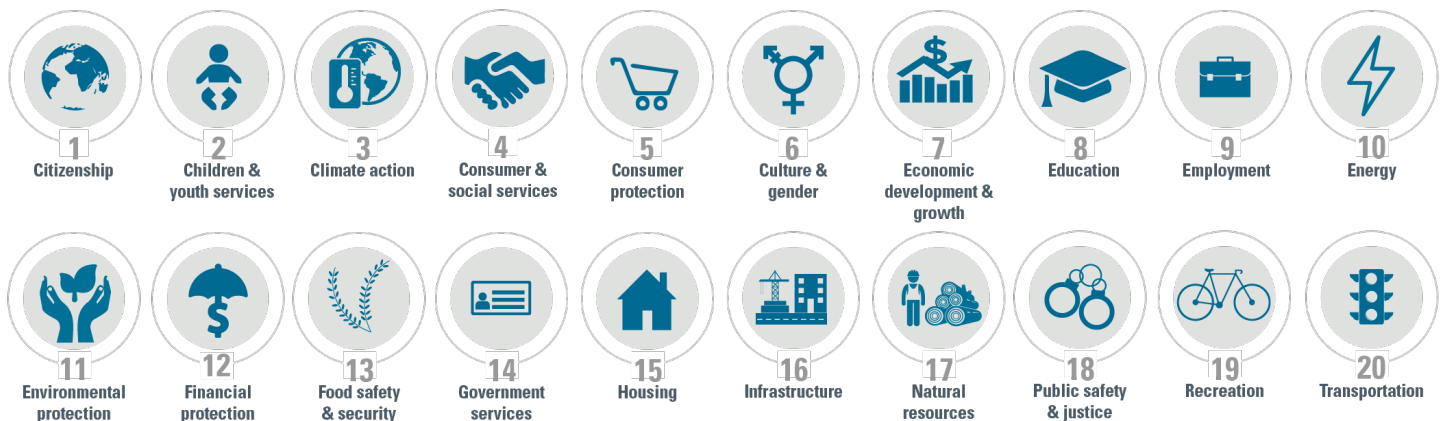 1
Citizenship
2
Children &
youth services
3
Climate action
4
Consumer &
social services
5
Consumer
protection
6
Culture &
gender
$
7
Economic
development &
growth
8
Education
9
Employment
10
Energy
11
Environmental
protection
$
12
Financial
protection
13
Food safety
& security
14
Government
services
15
Housing
16
Infrastructure
17
Natural
resources
18
Public safety
& justice
19
Recreation
20
Transportation